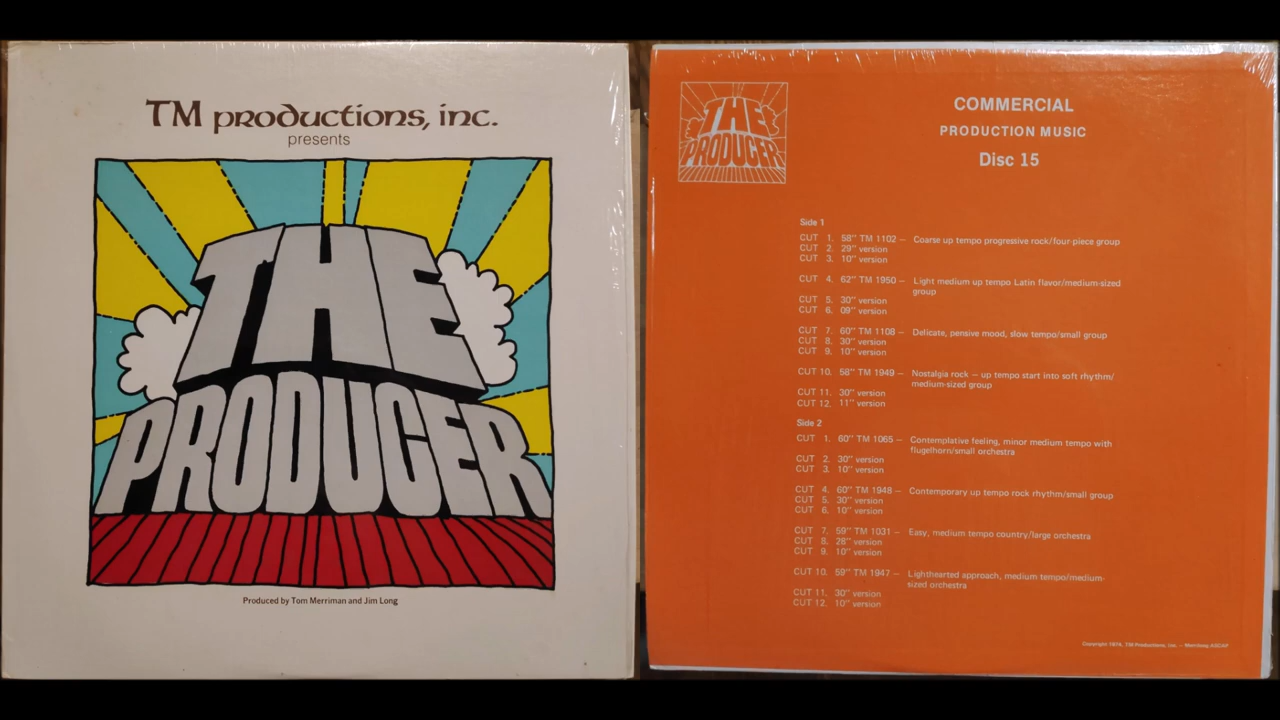 TM productions, inc.
presents
THE
PRODUCER
Produced by Tom Merriman and Jim Long
THE
PRODUCER
COMMERCIAL
PRODUCTION MUSIC
Disc 15
Side 1
CUT 1. 58" TM 1102 – Coarse up tempo progressive rock/four-piece group
CUT 2. 29" version
CUT 3. 10" version
CUT 4. 62" TM 1950 – Light medium up tempo Latin flavor/medium-sized
group
CUT 5. 30" version
CUT 6. 09" version
CUT 7. 60" TM 1108 – Delicate, pensive mood, slow tempo/small group
CUT 8. 30" version
CUT 9. 10" version
CUT 10. 58" TM 1949 – Nostalgia rock – up tempo start into soft rhythm/
medium-sized group
CUT 11. 30" version
CUT 12. 11" version
Side 2
CUT 1. 60" TM 1065 – Contemplative feeling, minor medium tempo with
flugelhorn/small orchestra
CUT 2. 30" version
CUT 3. 10" version
CUT 4. 60" TM 1948 – Contemporary up tempo rock rhythm/small group
CUT 5. 30" version
CUT 6. 10" version
CUT 7. 59" TM 1031 – Easy, medium tempo country/large orchestra
CUT 8. 28" version
CUT 9. 10" version
CUT 10. 59" TM 1947 – Lighthearted approach, medium tempo/medium-
sized orchestra
CUT 11. 30" version
CUT 12. 10" version
Copyright 1974, TM Productions, Inc. – Merrilong ASCAP